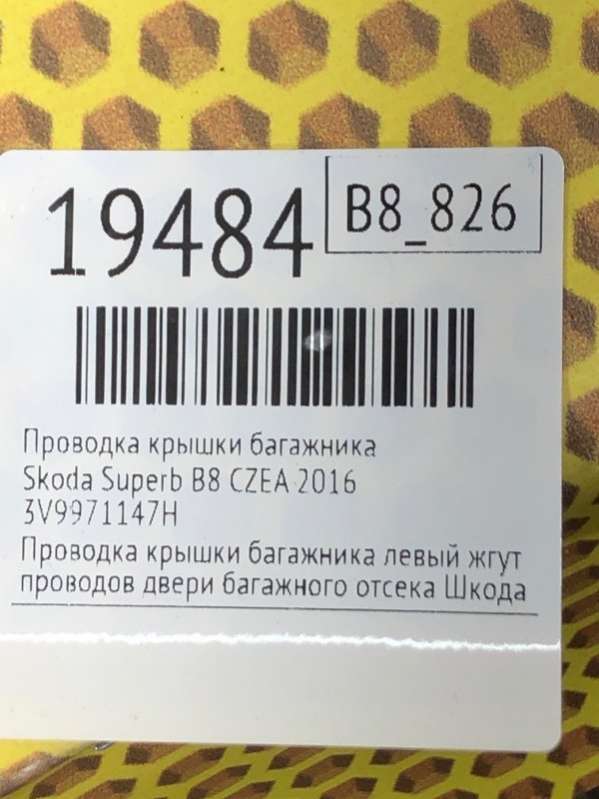 19484
B8_826
Проводка крышки багажника
Skoda Superb B8 CZEA 2016
3V9971147H
Проводка крышки багажника левый жгут
проводов двери багажного отсека Шкода